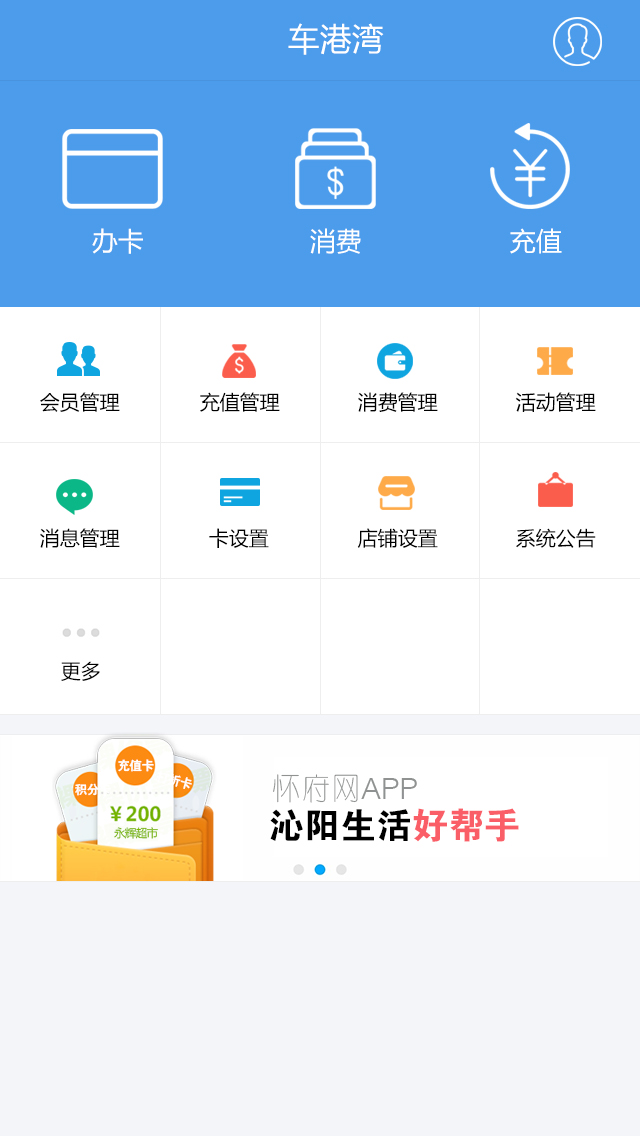 车港湾
办卡 消费 充值
会员管理 充值管理 消费管理 活动管理
消息管理 卡设置 店铺设置 系统公告
更多
充值卡
积分 折卡
¥200
永辉超市
怀府网APP
沁阳生活好帮手